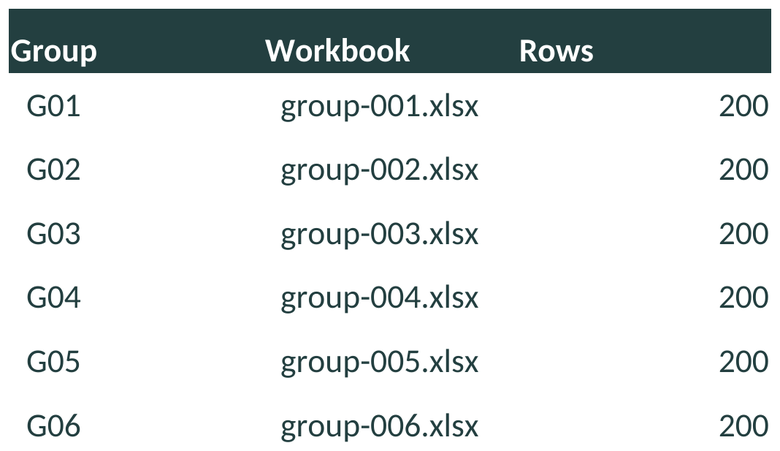 Group Workbook Rows
G01 group-001.xlsx 200
G02 group-002.xlsx 200
G03 group-003.xlsx 200
G04 group-004.xlsx 200
G05 group-005.xlsx 200
G06 group-006.xlsx 200